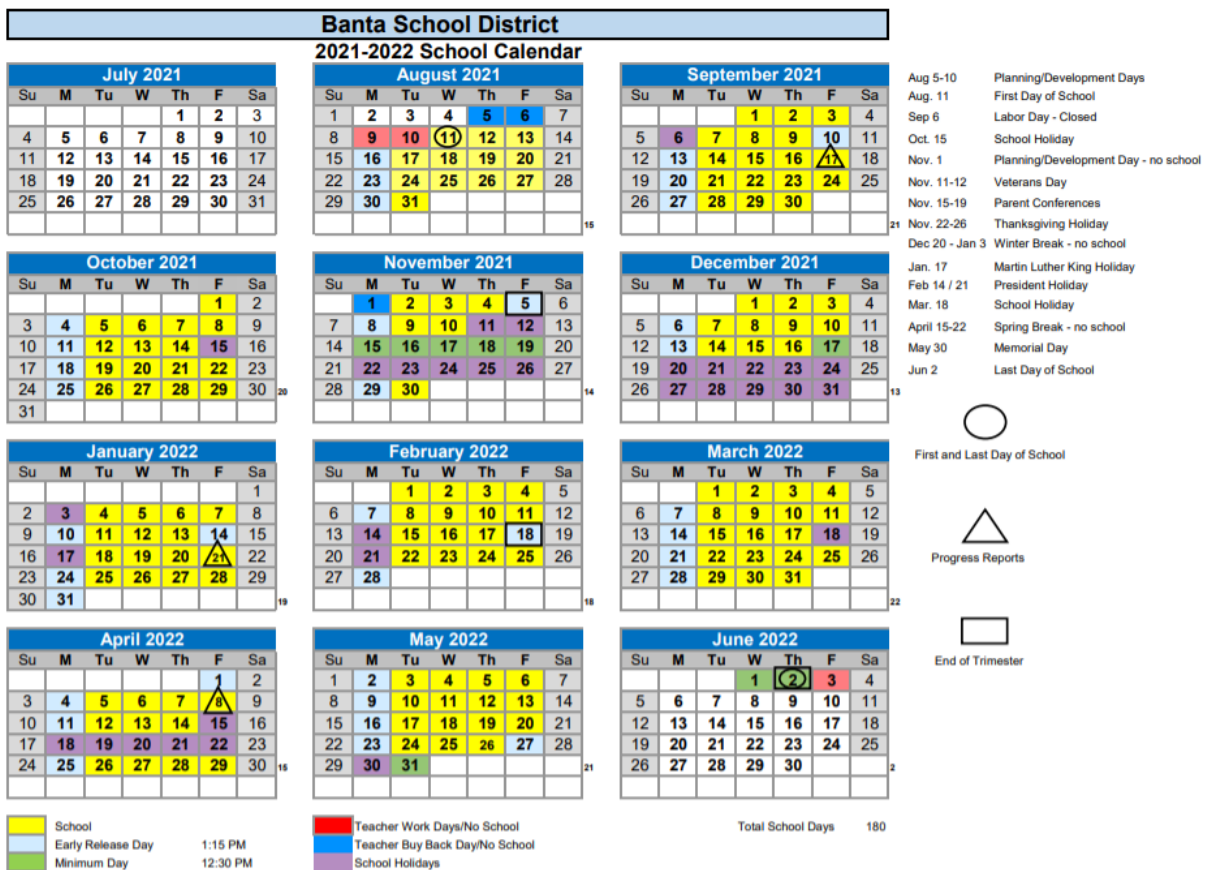 Banta School District
2021-2022 School Calendar
July 2021
Su M Tu W Th F Sa
1 2 3
4 5 6 7 8 9 10
11 12 13 14 15 16 17
18 19 20 21 22 23 24
25 26 27 28 29 30 31
August 2021
Su M Tu W Th F Sa
1 2 3 4 5 6 7
8 9 10 11 12 13 14
15 16 17 18 19 20 21
22 23 24 25 26 27 28
29 30 31
15
September 2021
Su M Tu W Th F Sa
1 2 3 4
5 6 7 8 9 10 11
12 13 14 15 16 17 18
19 20 21 22 23 24 25
26 27 28 29 30
21
October 2021
Su M Tu W Th F Sa
1 2
3 4 5 6 7 8 9
10 11 12 13 14 15 16
17 18 19 20 21 22 23
24 25 26 27 28 29 30 20
31
November 2021
Su M Tu W Th F Sa
1 2 3 4 5 6
7 8 9 10 11 12 13
14 15 16 17 18 19 20
21 22 23 24 25 26 27
28 29 30 14
December 2021
Su M Tu W Th F Sa
1 2 3 4
5 6 7 8 9 10 11
12 13 14 15 16 17 18
19 20 21 22 23 24 25
26 27 28 29 30 31 13
January 2022
Su M Tu W Th F Sa
1
2 3 4 5 6 7 8
9 10 11 12 13 14 15
16 17 18 19 20 21 22
23 24 25 26 27 28 29
30 31 19
February 2022
Su M Tu W Th F Sa
1 2 3 4 5
6 7 8 9 10 11 12
13 14 15 16 17 18 19
20 21 22 23 24 25 26
27 28
18
March 2022
Su M Tu W Th F Sa
1 2 3 4 5
6 7 8 9 10 11 12
13 14 15 16 17 18 19
20 21 22 23 24 25 26
27 28 29 30 31
22
April 2022
Su M Tu W Th F Sa
1 2
3 4 5 6 7 8 9
10 11 12 13 14 15 16
17 18 19 20 21 22 23
24 25 26 27 28 29 30 15
May 2022
Su M Tu W Th F Sa
1 2 3 4 5 6 7
8 9 10 11 12 13 14
15 16 17 18 19 20 21
22 23 24 25 26 27 28
29 30 31 21
June 2022
Su M Tu W Th F Sa
1 2 3 4
5 6 7 8 9 10 11
12 13 14 15 16 17 18
19 20 21 22 23 24 25
26 27 28 29 30 2
Aug 5-10 Planning/Development Days
Aug. 11 First Day of School
Sep 6 Labor Day - Closed
Oct. 15 School Holiday
Nov. 1 Planning/Development Day - no school
Nov. 11-12 Veterans Day
Nov. 15-19 Parent Conferences
Nov. 22-26 Thanksgiving Holiday
Dec 20 - Jan 3 Winter Break - no school
Jan. 17 Martin Luther King Holiday
Feb 14 / 21 President Holiday
Mar. 18 School Holiday
April 15-22 Spring Break - no school
May 30 Memorial Day
Jun 2 Last Day of School
First and Last Day of School
Progress Reports
End of Trimester
School
Early Release Day 1:15 PM
Minimum Day 12:30 PM
Teacher Work Days/No School
Teacher Buy Back Day/No School
School Holidays
Total School Days 180